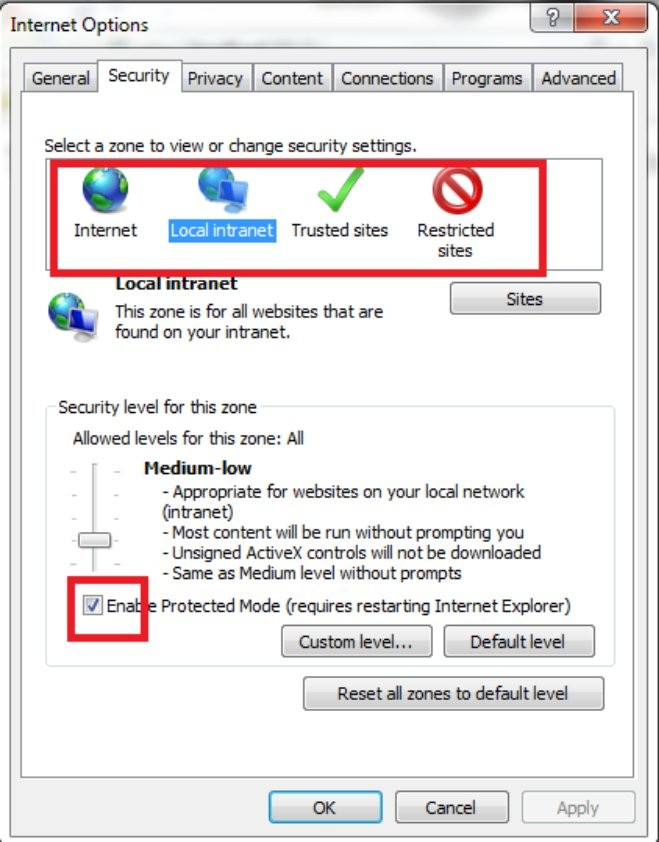 Internet Options
?
General Security Privacy Content Connections Programs Advanced
Select a zone to view or change security settings.
Internet Local intranet Trusted sites Restricted
sites
Local intranet
This zone is for all websites that are
found on your intranet.
Sites
Security level for this zone
Allowed levels for this zone: All
Medium-low
- Appropriate for websites on your local network
(intranet)
- Most content will be run without prompting you
- Unsigned ActiveX controls will not be downloaded
- Same as Medium level without prompts
Enable Protected Mode (requires restarting Internet Explorer)
Custom level... Default level
Reset all zones to default level
OK Cancel Apply